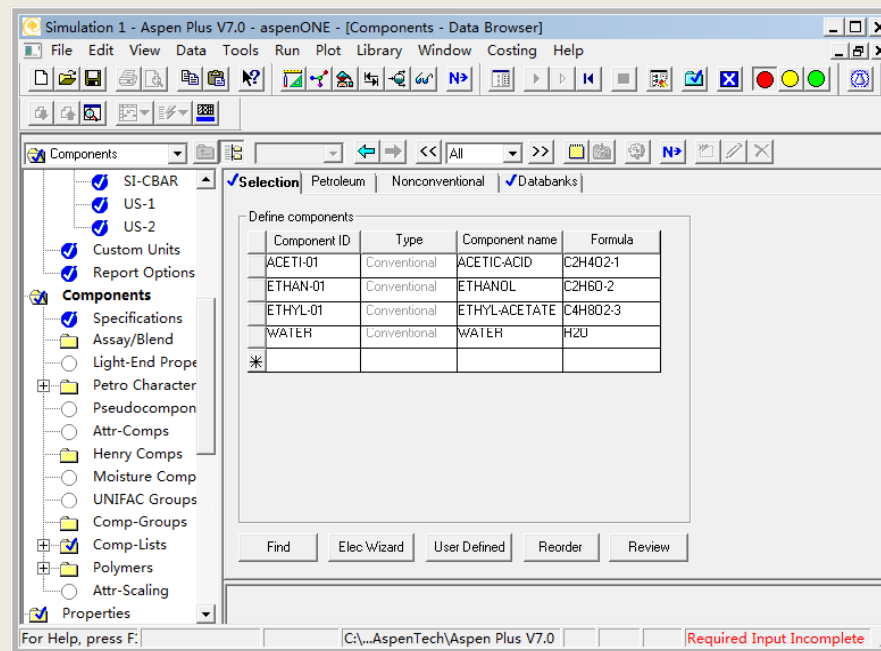 Simulation 1 - Aspen Plus V7.0 - aspenONE - [Components - Data Browser]
File Edit View Data Tools Run Plot Library Window Costing Help
N
Components
<< All >> N
SI-CBAR
US-1
US-2
Custom Units
Report Options
Components
Specifications
Assay/Blend
Light-End Prope
Petro Character
Pseudocompon
Attr-Comps
Henry Comps
Moisture Comp
UNIFAC Groups
Comp-Groups
Comp-Lists
Polymers
Attr-Scaling
Properties
Selection Petroleum Nonconventional Databanks
Define components
Component ID Type Component name Formula
ACETI-01 Conventional ACETIC-ACID C2H4O2-1
ETHAN-01 Conventional ETHANOL C2H6O-2
ETHYL-01 Conventional ETHYL-ACETATE C4H8O2-3
WATER Conventional WATER H2O
Find Elec Wizard User Defined Reorder Review
For Help, press F: C:\...AspenTech\Aspen Plus V7.0 Required Input Incomplete